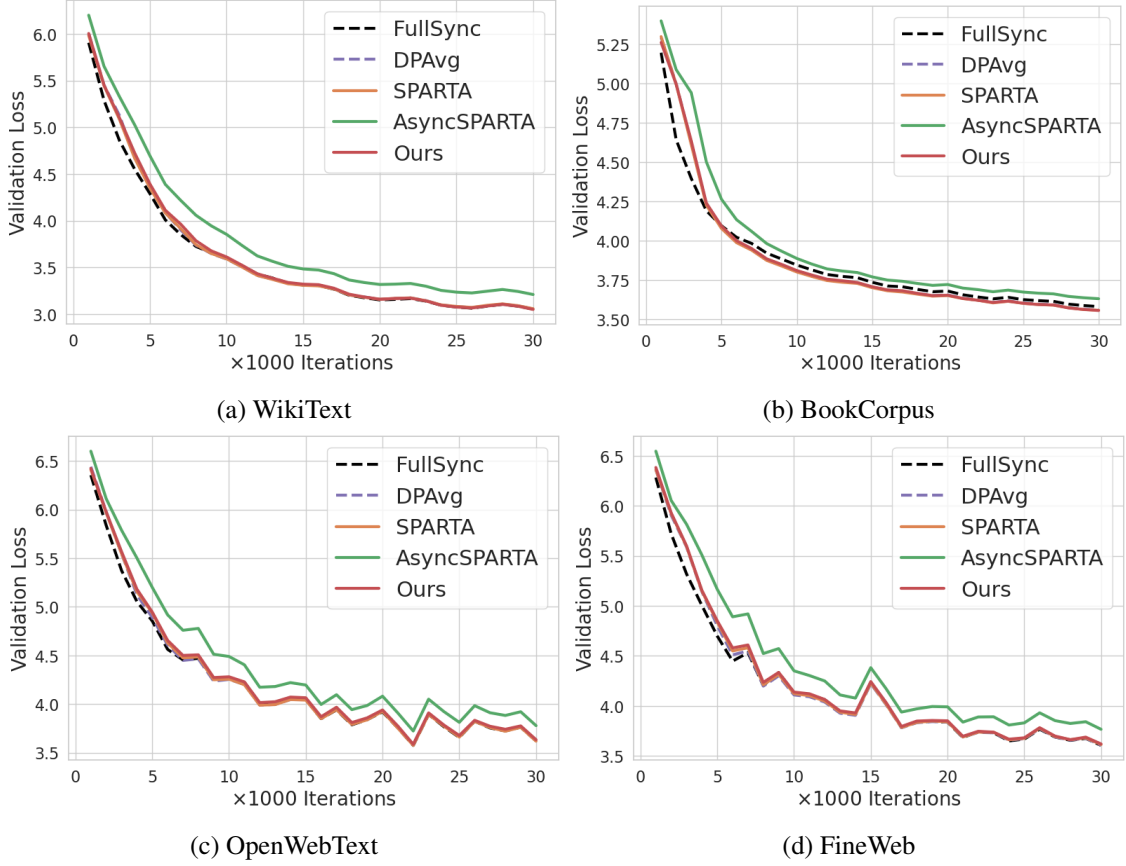 6.0
5.5
5.0
4.5
4.0
3.5
3.0
Validation Loss
FullSync
DPAvg
SPARTA
AsyncSPARTA
Ours
0 5 10 15 20 25 30
×1000 Iterations
(a) WikiText
5.25
5.00
4.75
4.50
4.25
4.00
3.75
3.50
Validation Loss
FullSync
DPAvg
SPARTA
AsyncSPARTA
Ours
0 5 10 15 20 25 30
×1000 Iterations
(b) BookCorpus
6.5
6.0
5.5
5.0
4.5
4.0
3.5
Validation Loss
FullSync
DPAvg
SPARTA
AsyncSPARTA
Ours
0 5 10 15 20 25 30
×1000 Iterations
(c) OpenWebText
6.5
6.0
5.5
5.0
4.5
4.0
3.5
Validation Loss
FullSync
DPAvg
SPARTA
AsyncSPARTA
Ours
0 5 10 15 20 25 30
×1000 Iterations
(d) FineWeb